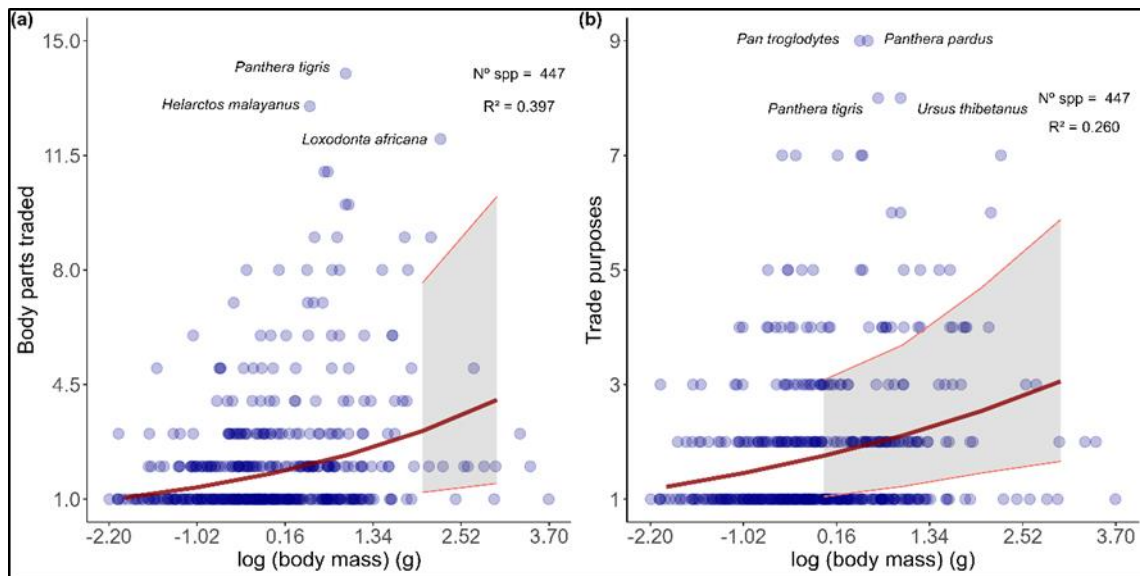 (a)
15.0
11.5
8.0
4.5
1.0
Body parts traded
Panthera tigris
Helarctos malayanus
Loxodonta africana
Nº spp = 447
R² = 0.397
-2.20 -1.02 0.16 1.34 2.52 3.70
log (body mass) (g)
(b)
9
7
5
3
1
Trade purposes
Pan troglodytes Panthera pardus
Panthera tigris Ursus thibetanus
Nº spp = 447
R² = 0.260
-2.20 -1.02 0.16 1.34 2.52 3.70
log (body mass) (g)